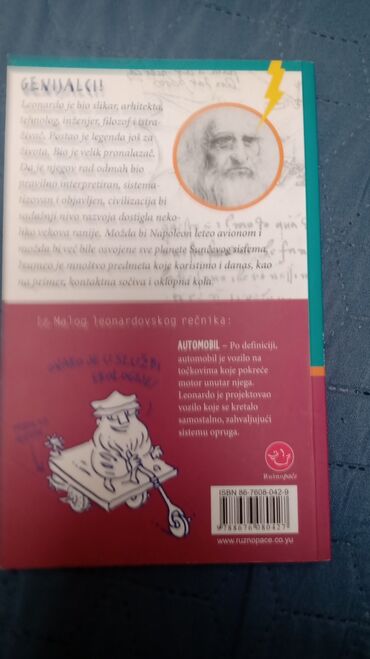 GENIJALCI!
Leonardo je bio slikar, arhitekta,
tehnolog, inženjer, filozof i istra-
živač. Postao je legenda još za
života. Bio je velik pronalazač.
Da je njegov rad odmah bio
pravilno interpretiran, sistema-
tizovan i objavljen, civilizacija bi
sadašnji nivo razvoja dostigla neko-
liko vekova ranije. Možda bi Napoleon leteo avionom i
možda bi već bile osvojene sve planete Sunčevog sistema.
Izumeo je mnoštvo predmeta koje koristimo i danas, kao
na primer, kontaktna sočiva i oklopna kola.
Iz Malog leonardovskog rečnika:
AUTOMOBIL – Po definiciji,
automobil je vozilo na
točkovima koje pokreće
motor unutar njega.
Leonardo je projektovao
vozilo koje se kretalo
samostalno, zahvaljujući
sistemu opruga.
U SLUŽBI
EKOLOGIJE!
Ružno pače
ISBN 86-7608-042-9
9788676080427
www.ruznopace.co.yu